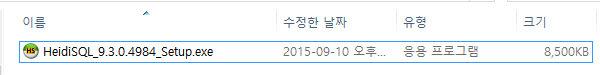 이름 수정한 날짜 유형 크기
HeidiSQL_9.3.0.4984_Setup.exe 2015-09-10 오후... 응용 프로그램 8,500KB